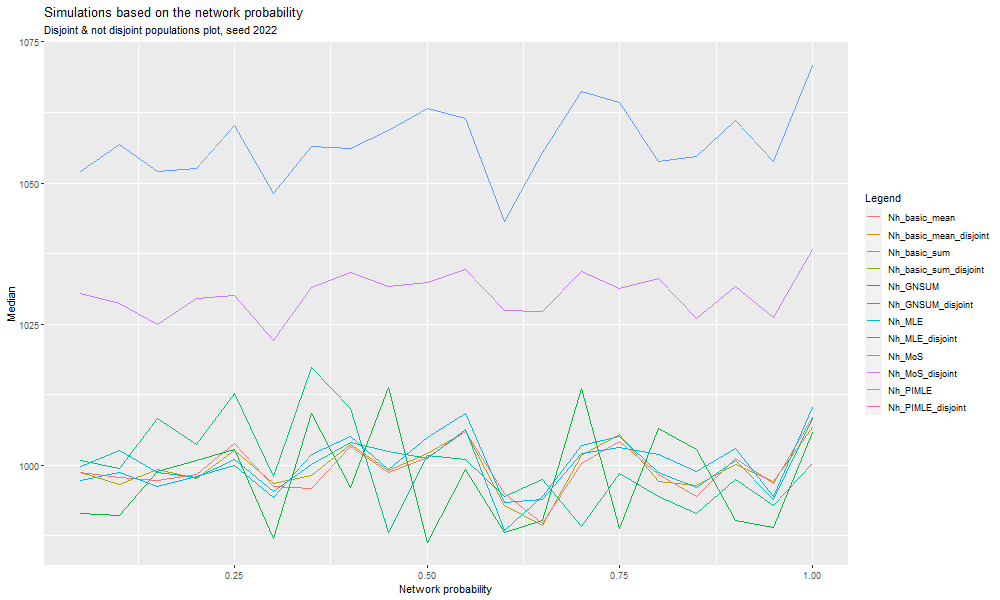 Simulations based on the network probability
Disjoint & not disjoint populations plot, seed 2022
1075
1050
1025
1000
Median
0.25
0.50
0.75
1.00
Network probability
Legend
Nh_basic_mean
Nh_basic_mean_disjoint
Nh_basic_sum
Nh_basic_sum_disjoint
Nh_GNSUM
Nh_GNSUM_disjoint
Nh_MLE
Nh_MLE_disjoint
Nh_MoS
Nh_MoS_disjoint
Nh_PIMLE
Nh_PIMLE_disjoint